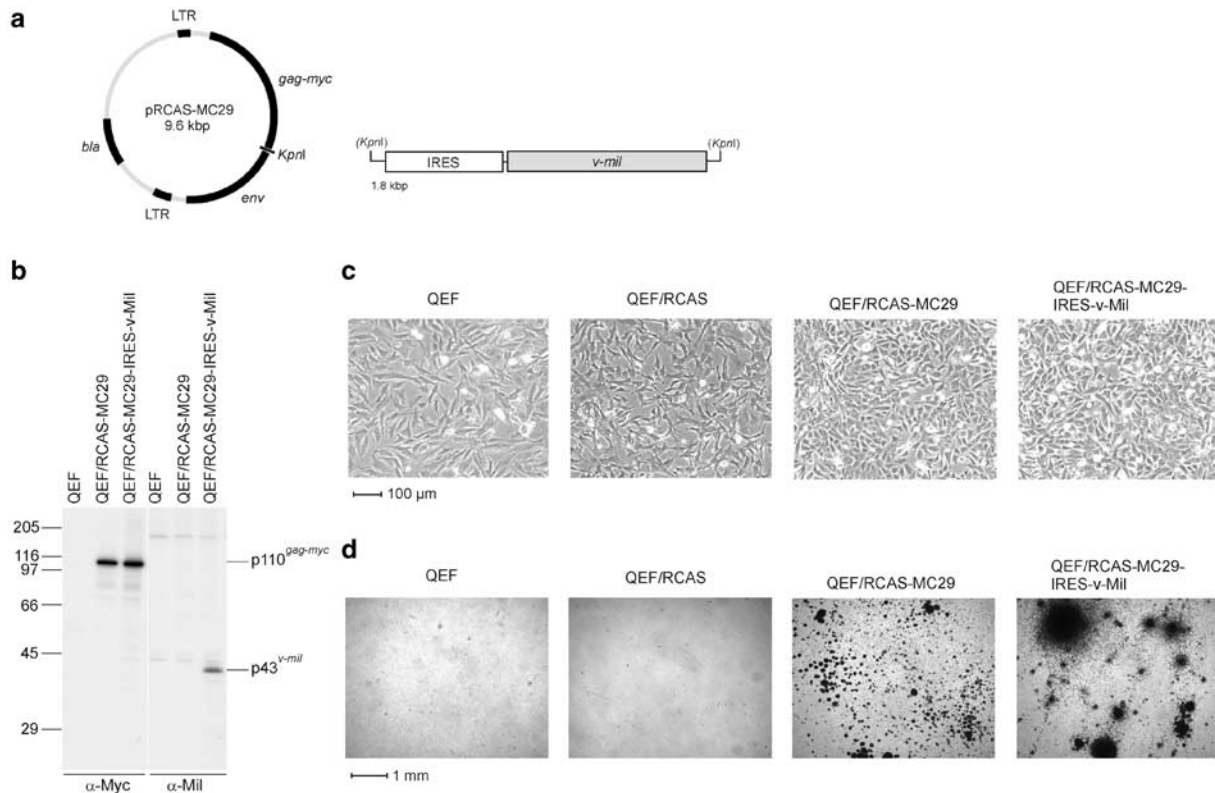 a
LTR
gag-myc
pRCAS-MC29
9.6 kbp
bla
KpnI
env
LTR
(KpnI)
(KpnI)
IRES
v-mil
1.8 kbp
b
QEF
QEF/RCAS-MC29
QEF/RCAS-MC29-IRES-v-Mil
QEF
QEF/RCAS-MC29
QEF/RCAS-MC29-IRES-v-Mil
205
116
97
66
45
29
p110gag-myc
p43v-mil
α-Myc
α-Mil
c
QEF
QEF/RCAS
QEF/RCAS-MC29
QEF/RCAS-MC29-
IRES-v-Mil
100 μm
d
QEF
QEF/RCAS
QEF/RCAS-MC29
QEF/RCAS-MC29-
IRES-v-Mil
1 mm